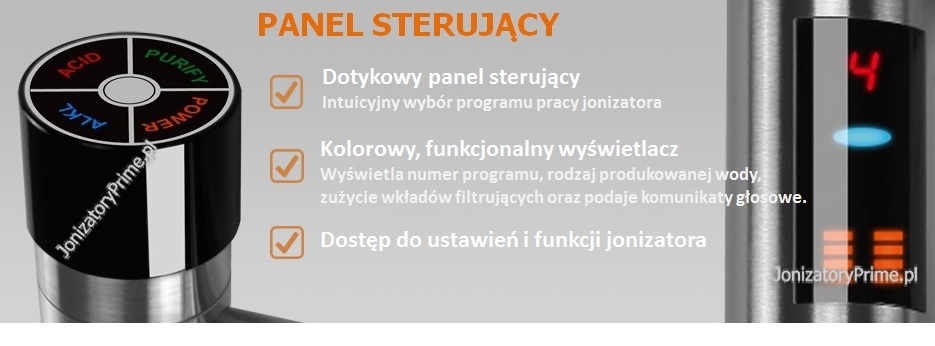 PANEL STERUJĄCY
ACID
PURIFY
ALKL
POWER
JonizatoryPrime.pl
Dotykowy panel sterujący
Intuicyjny wybór programu pracy jonizatora
Kolorowy, funkcjonalny wyświetlacz
Wyświetla numer programu, rodzaj produkowanej wody,
zużycie wkładów filtrujących oraz podaje komunikaty głosowe.
Dostęp do ustawień i funkcji jonizatora
4
JonizatoryPrime.pl